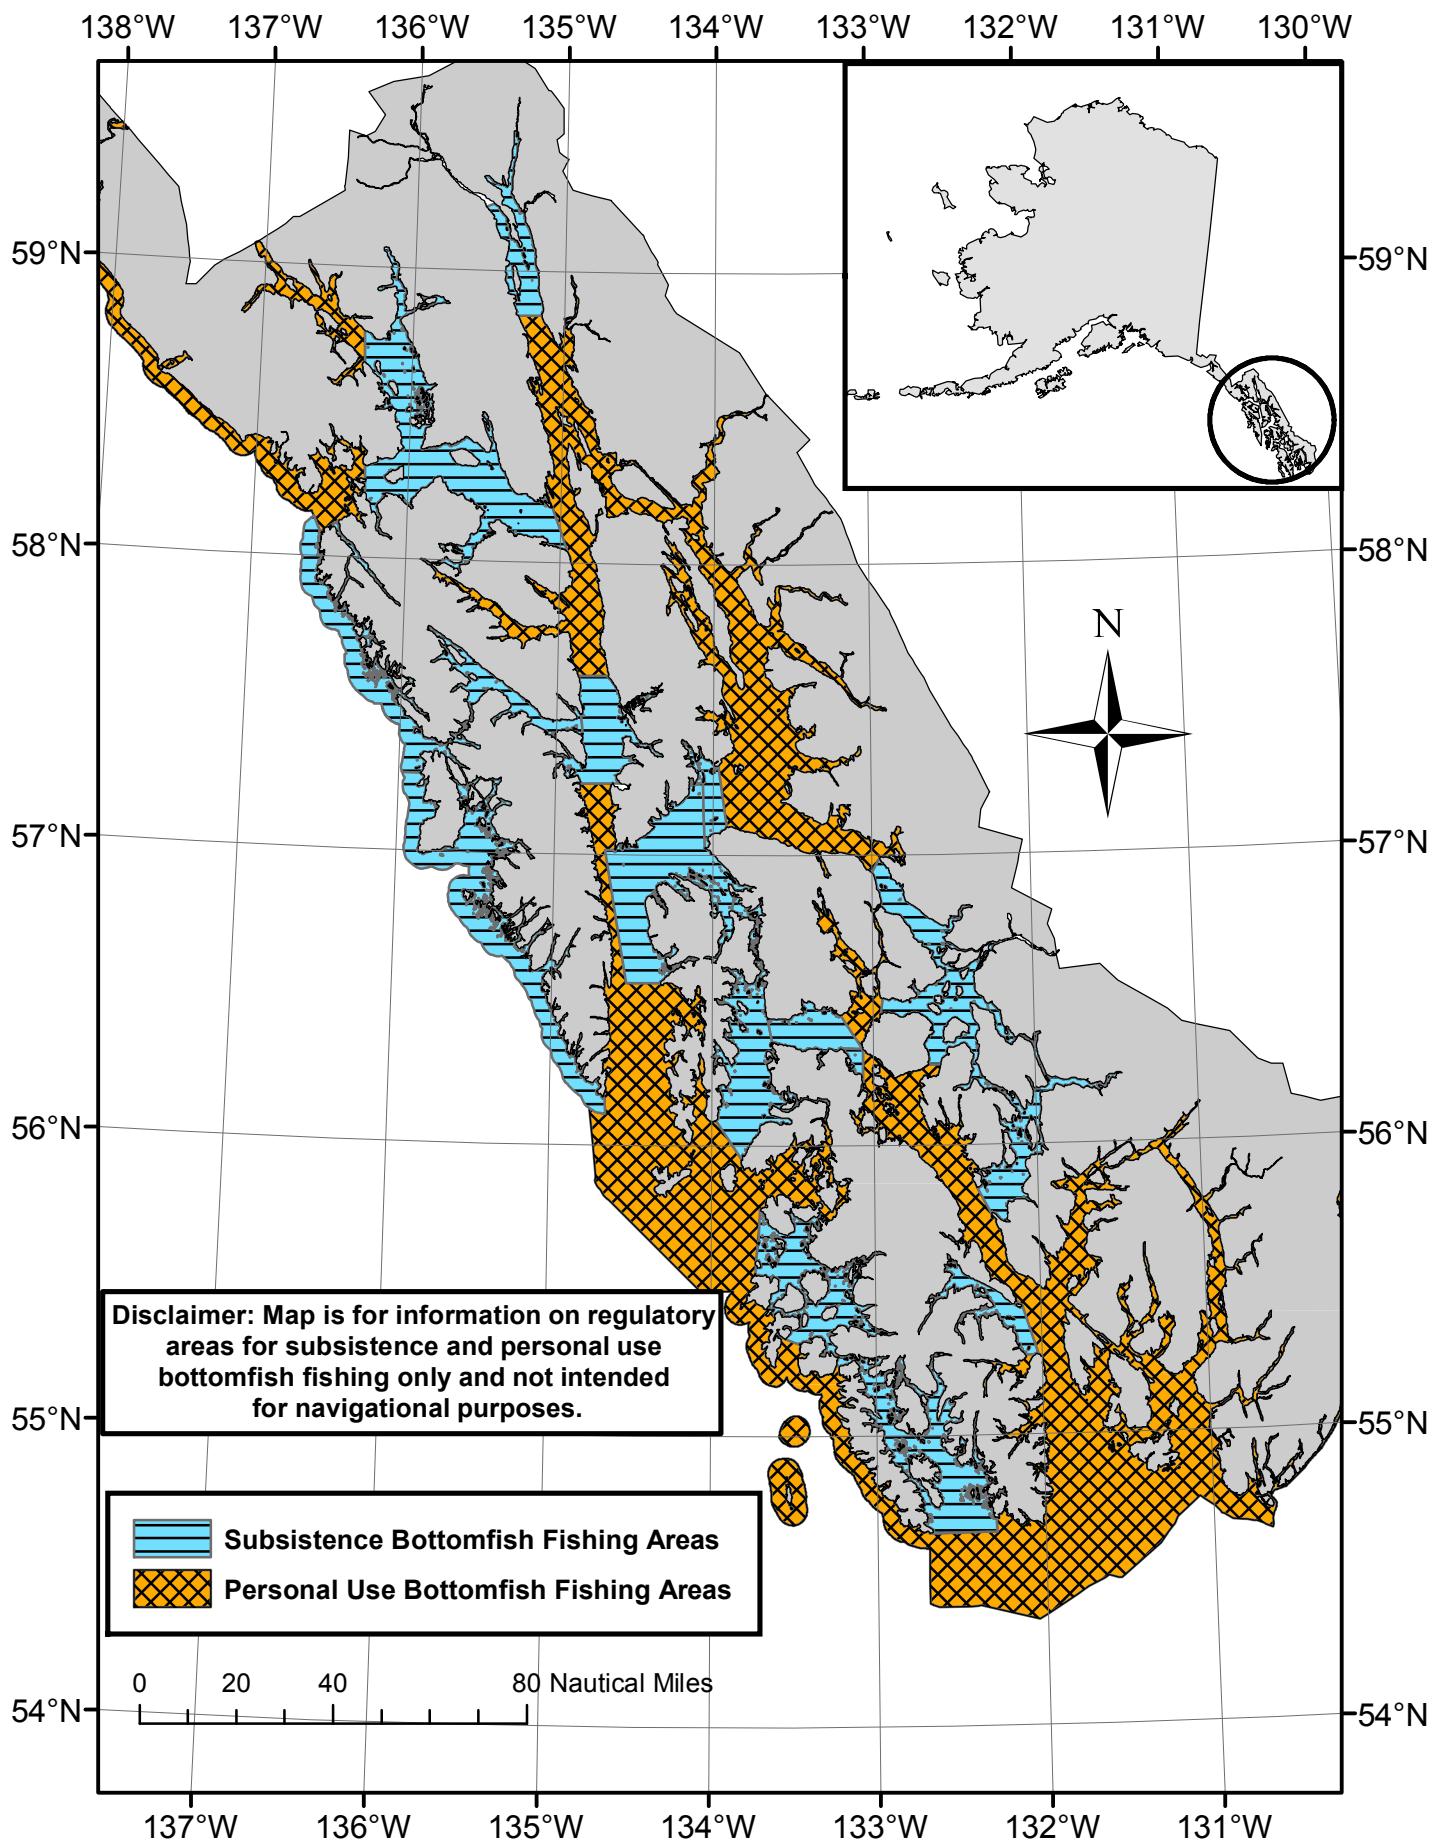 138°W 137°W 136°W 135°W 134°W 133°W 132°W 131°W 130°W
59°N
59°N
58°N
58°N
N
57°N
57°N
56°N
56°N
Disclaimer: Map is for information on regulatory
areas for subsistence and personal use
bottomfish fishing only and not intended
for navigational purposes.
55°N
55°N
Subsistence Bottomfish Fishing Areas
Personal Use Bottomfish Fishing Areas
0 20 40 80 Nautical Miles
54°N
54°N
137°W 136°W 135°W 134°W 133°W 132°W 131°W